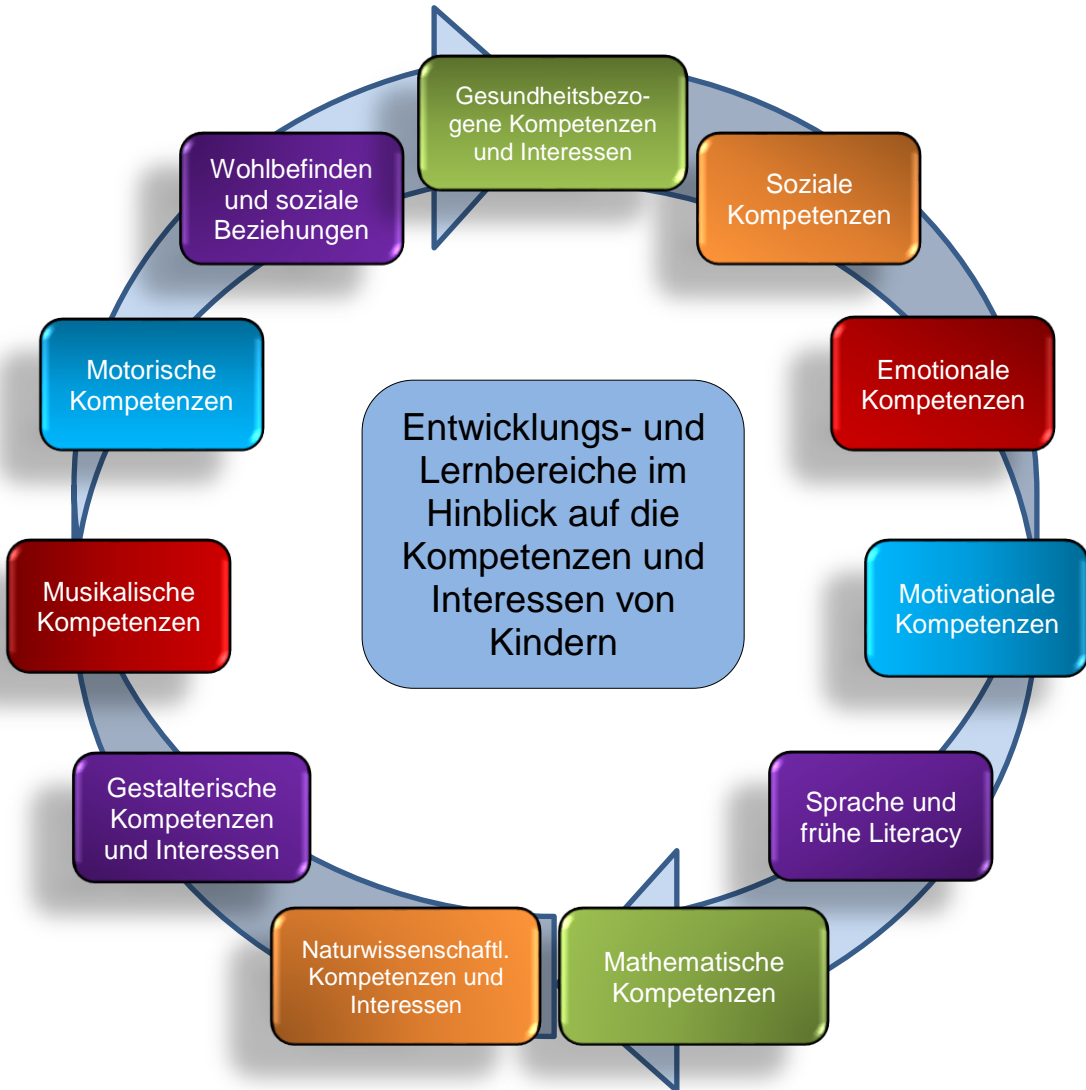 Gesundheitsbezo-
gene Kompetenzen
und Interessen
Soziale
Kompetenzen
Emotionale
Kompetenzen
Motivationale
Kompetenzen
Sprache und
frühe Literacy
Mathematische
Kompetenzen
Naturwissenschaftl.
Kompetenzen und
Interessen
Gestalterische
Kompetenzen
und Interessen
Musikalische
Kompetenzen
Motorische
Kompetenzen
Wohlbefinden
und soziale
Beziehungen
Entwicklungs- und
Lernbereiche im
Hinblick auf die
Kompetenzen und
Interessen von
Kindern